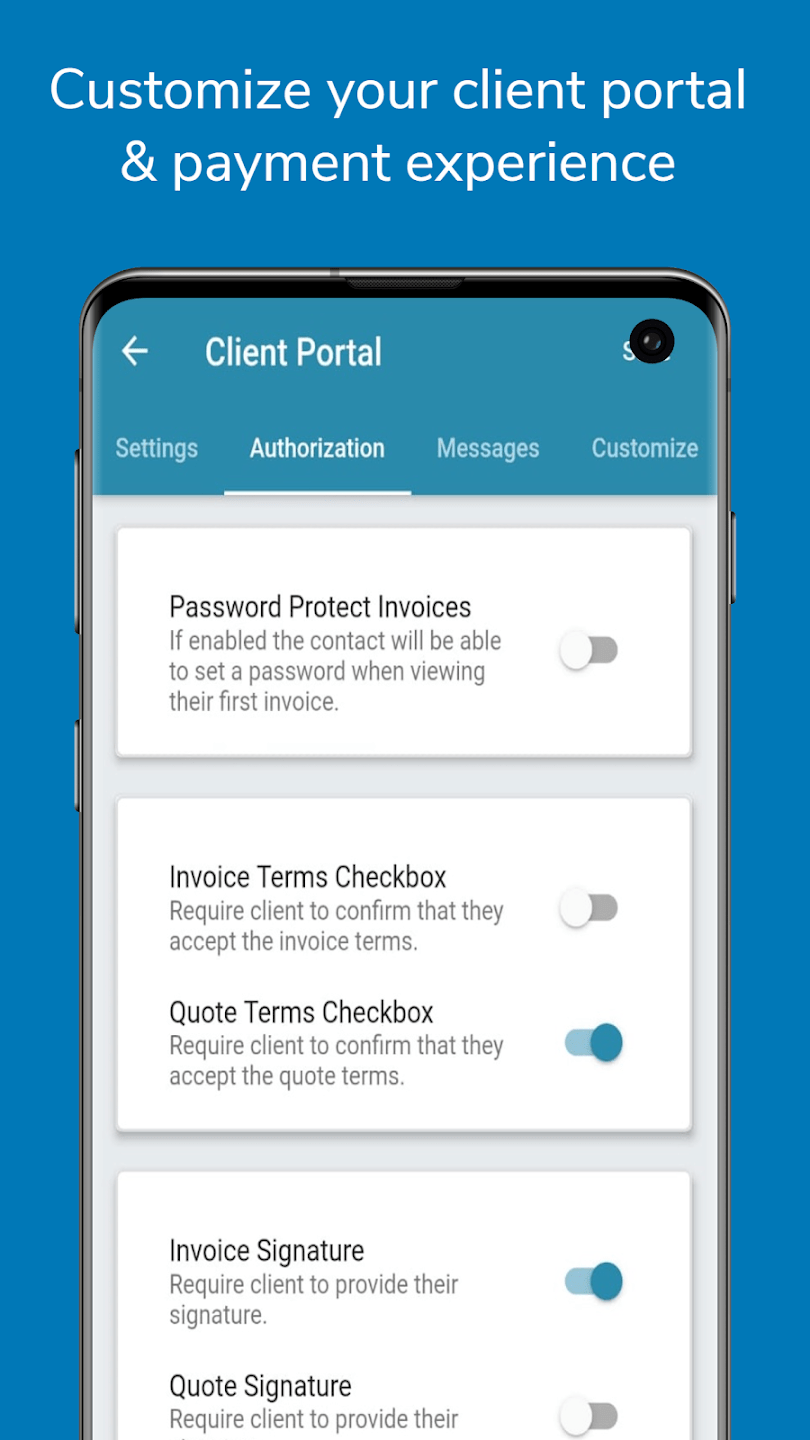 Customize your client portal
& payment experience
Client Portal
Settings Authorization Messages Customize
Password Protect Invoices
If enabled the contact will be able
to set a password when viewing
their first invoice.
Invoice Terms Checkbox
Require client to confirm that they
accept the invoice terms.
Quote Terms Checkbox
Require client to confirm that they
accept the quote terms.
Invoice Signature
Require client to provide their
signature.
Quote Signature
Require client to provide their